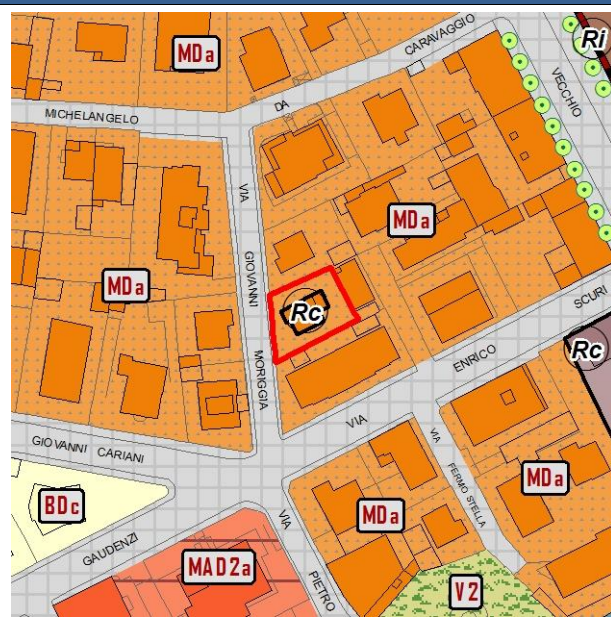 Ri
MDa
CARAVAGGIO
DA
MICHELANGELO
VECCHIO
VIA
GIOVANNI
MORIGGIA
MDa
MDa
Rc
SCURI
ENRICO
VIA
Rc
GIOVANNI CARIANI
VIA
FERMO STELLA
MDa
BDc
MDa
GAUDENZI
VIA
PIETRO
MAD2a
V2